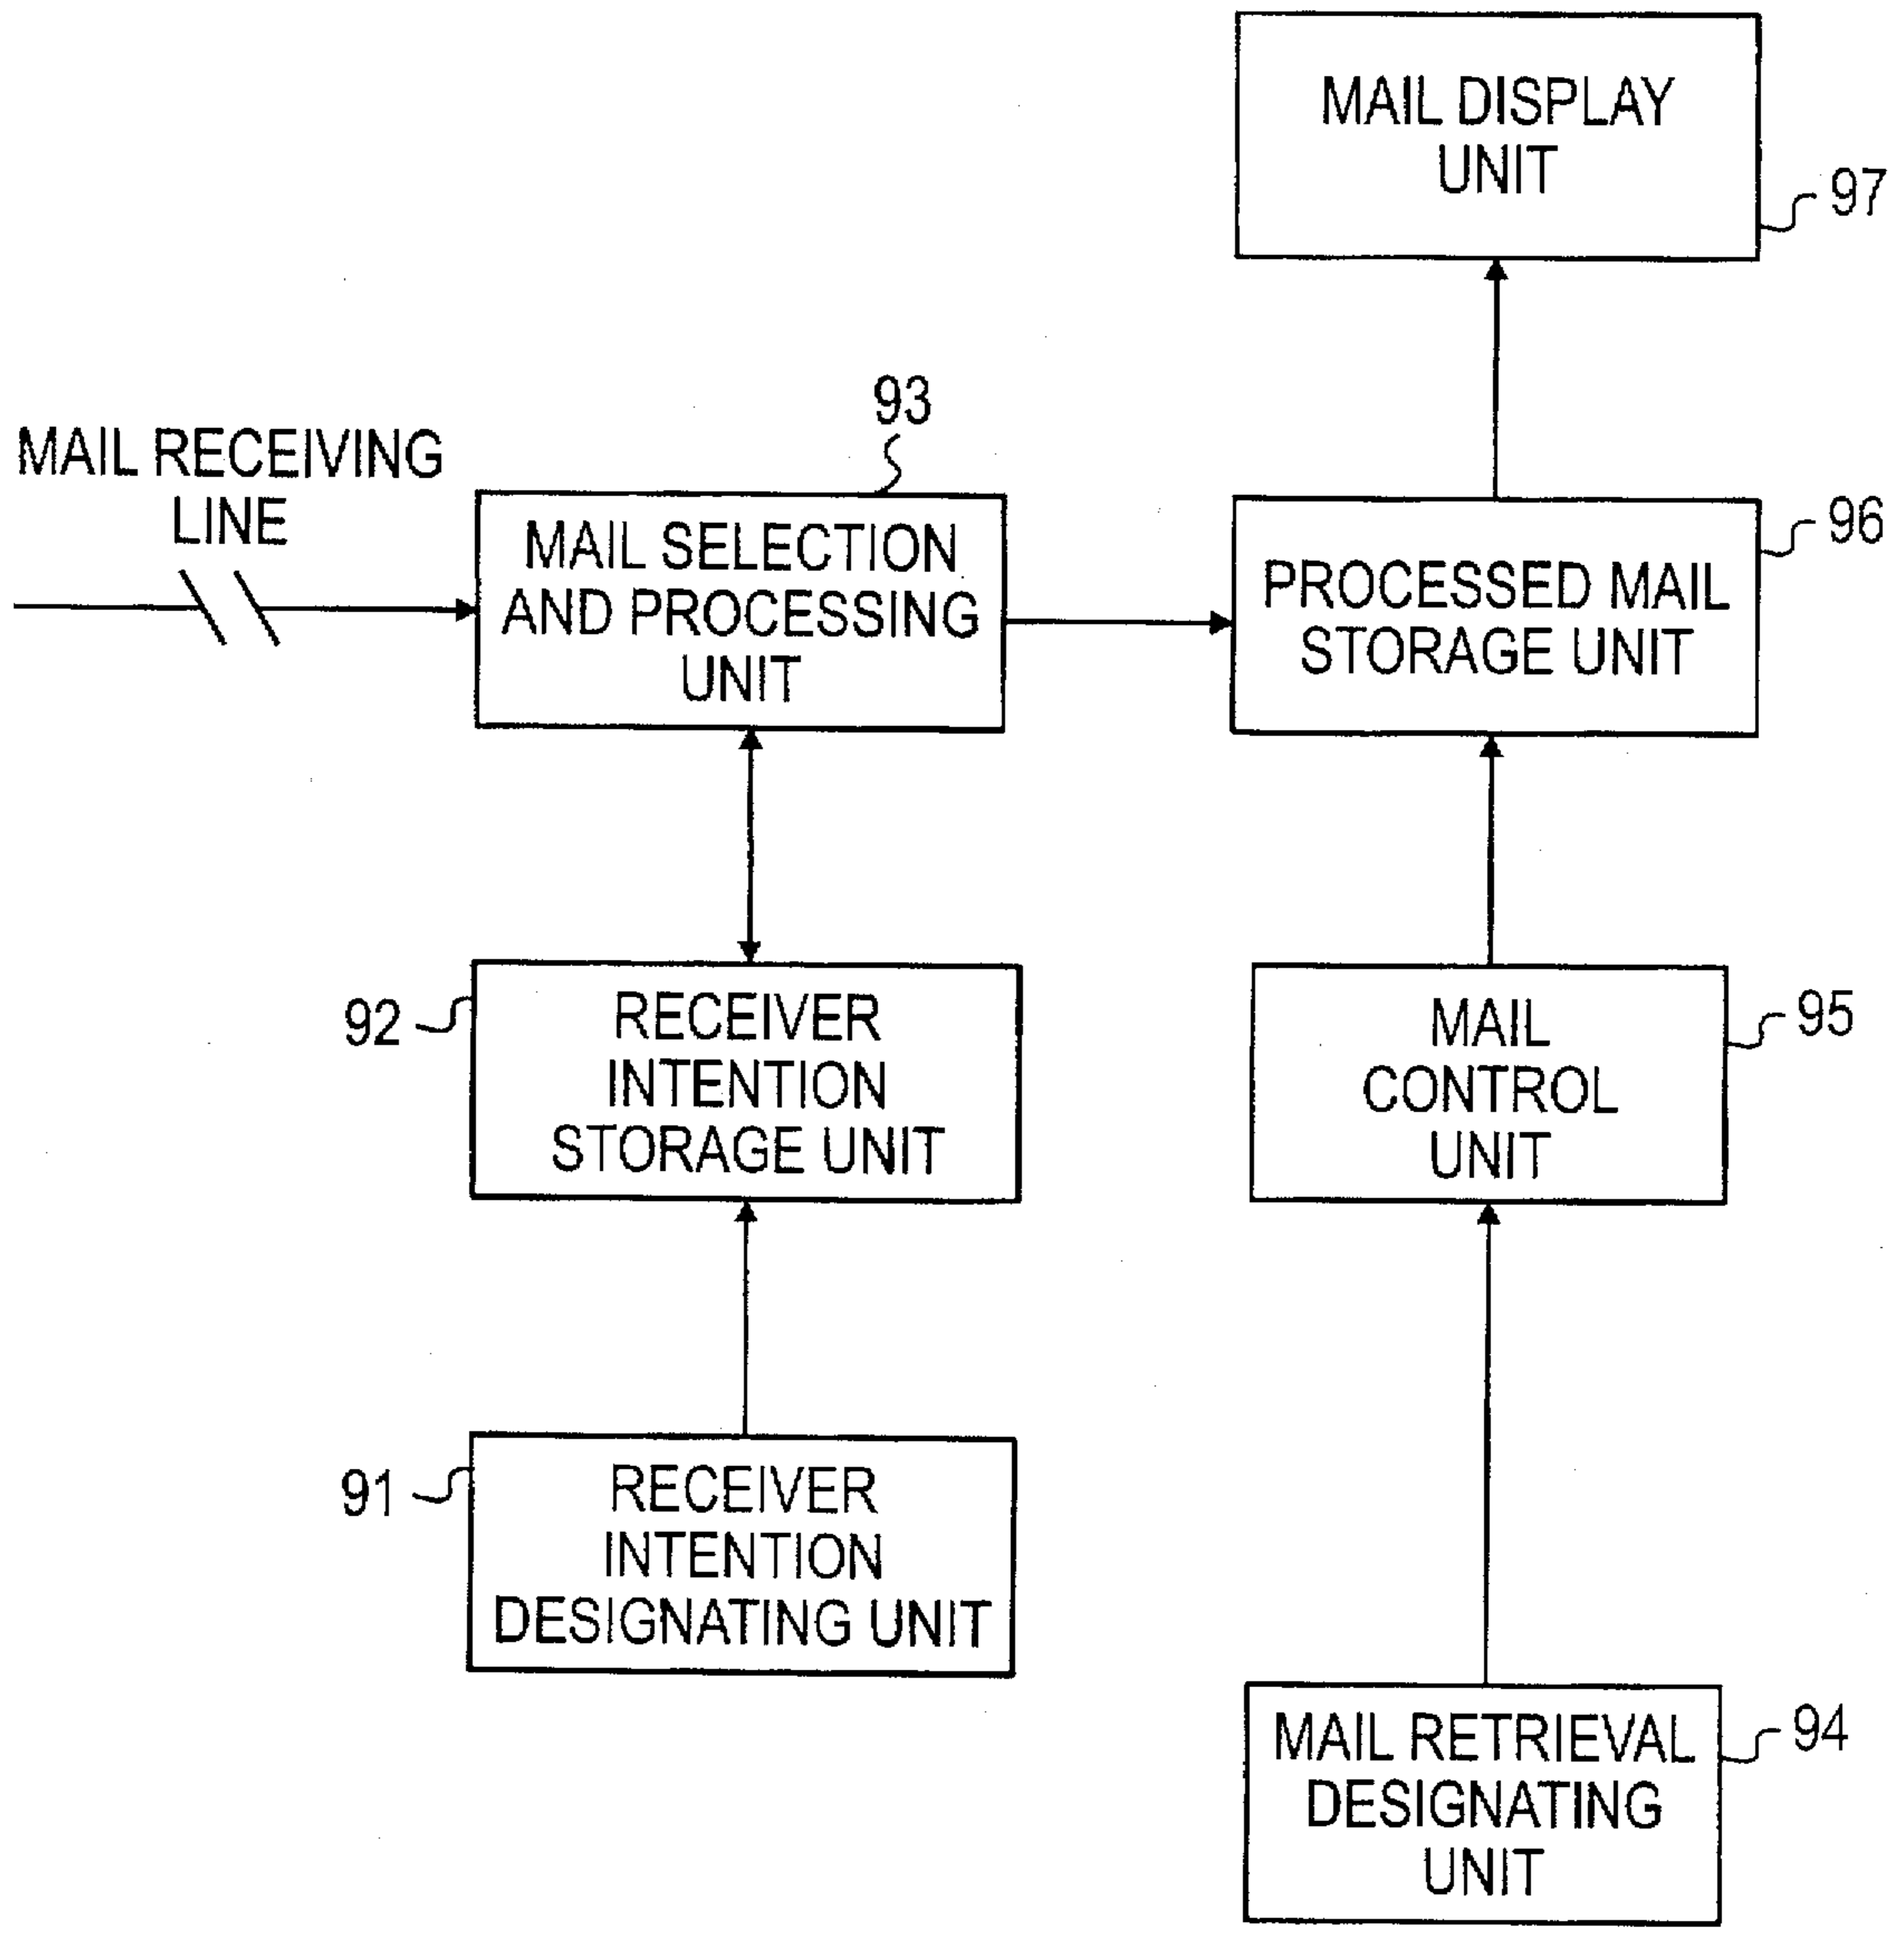 MAIL DISPLAY
UNIT
97
93
MAIL RECEIVING
LINE
MAIL SELECTION
AND PROCESSING
UNIT
96
PROCESSED MAIL
STORAGE UNIT
92
RECEIVER
INTENTION
STORAGE UNIT
95
MAIL
CONTROL
UNIT
91
RECEIVER
INTENTION
DESIGNATING UNIT
94
MAIL RETRIEVAL
DESIGNATING
UNIT